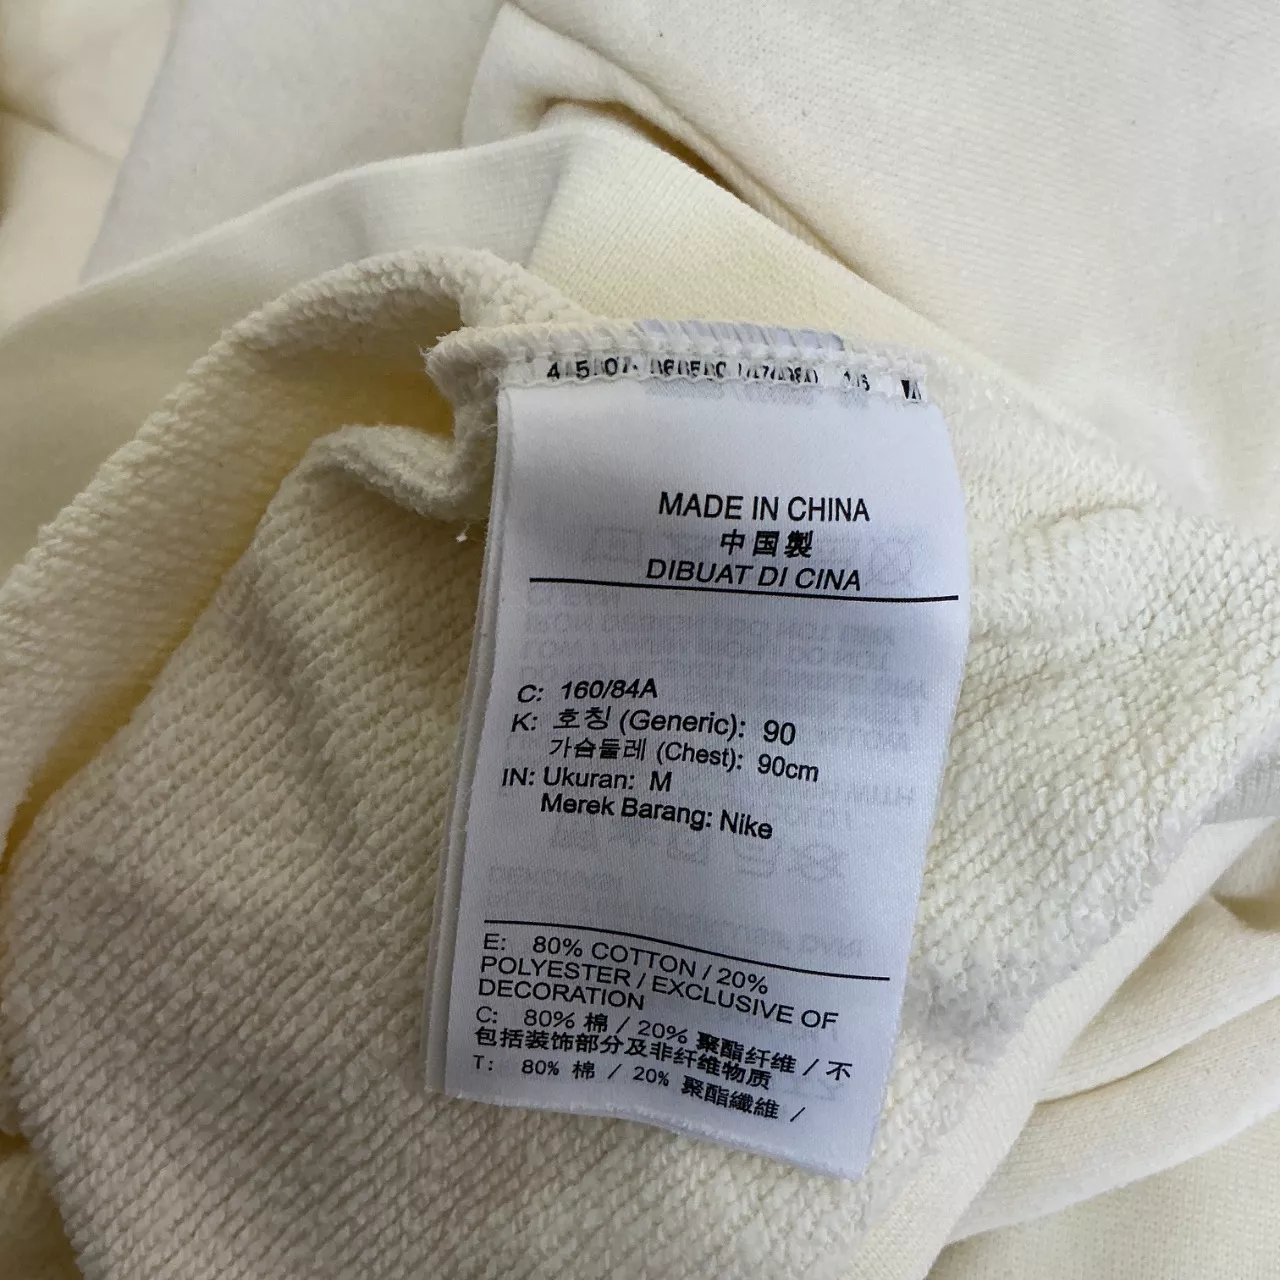 MADE IN CHINA
中国製
DIBUAT DI CINA
C: 160/84A
K: 호칭 (Generic): 90
가슴둘레 (Chest): 90cm
IN: Ukuran: M
Merek Barang: Nike
E: 80% COTTON / 20%
POLYESTER / EXCLUSIVE OF
DECORATION
C: 80% 棉 / 20% 聚酯纤维 / 不
包括装饰部分及非纤维物质
T: 80% 棉 / 20% 聚酯纖維 /